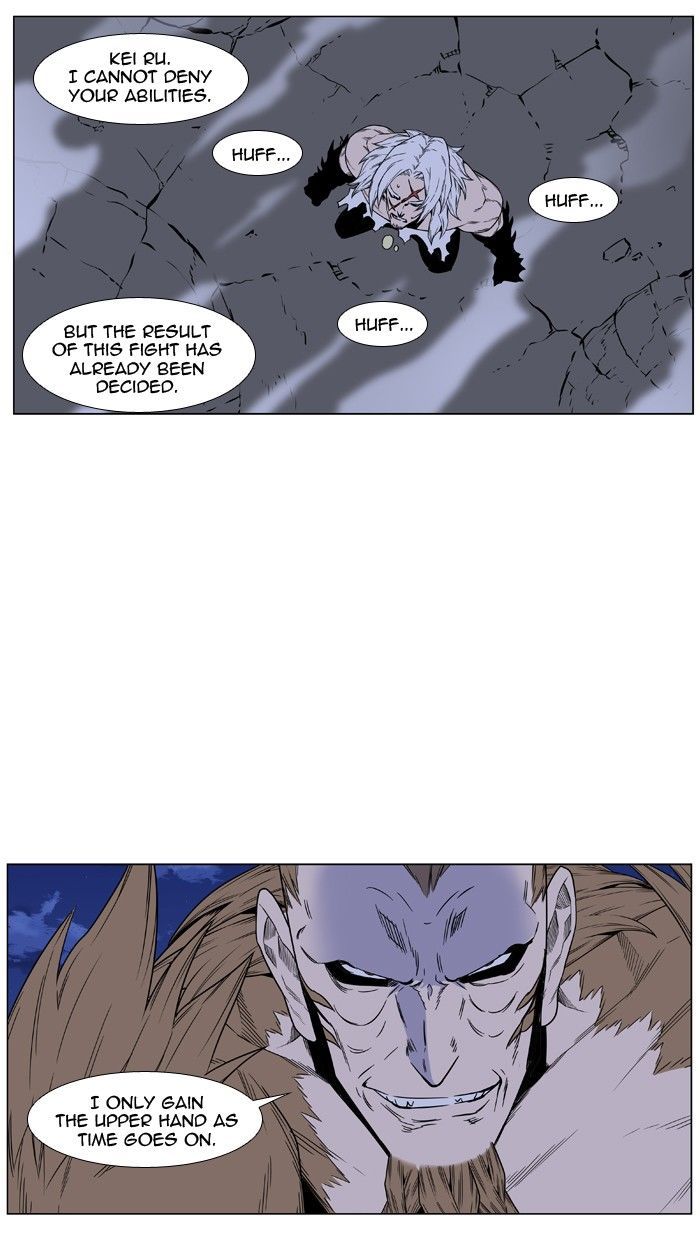 KEI RU.
I CANNOT DENY
YOUR ABILITIES.
HUFF...
HUFF...
HUFF...
BUT THE RESULT
OF THIS FIGHT HAS
ALREADY BEEN
DECIDED.
I ONLY GAIN
THE UPPER HAND AS
TIME GOES ON.